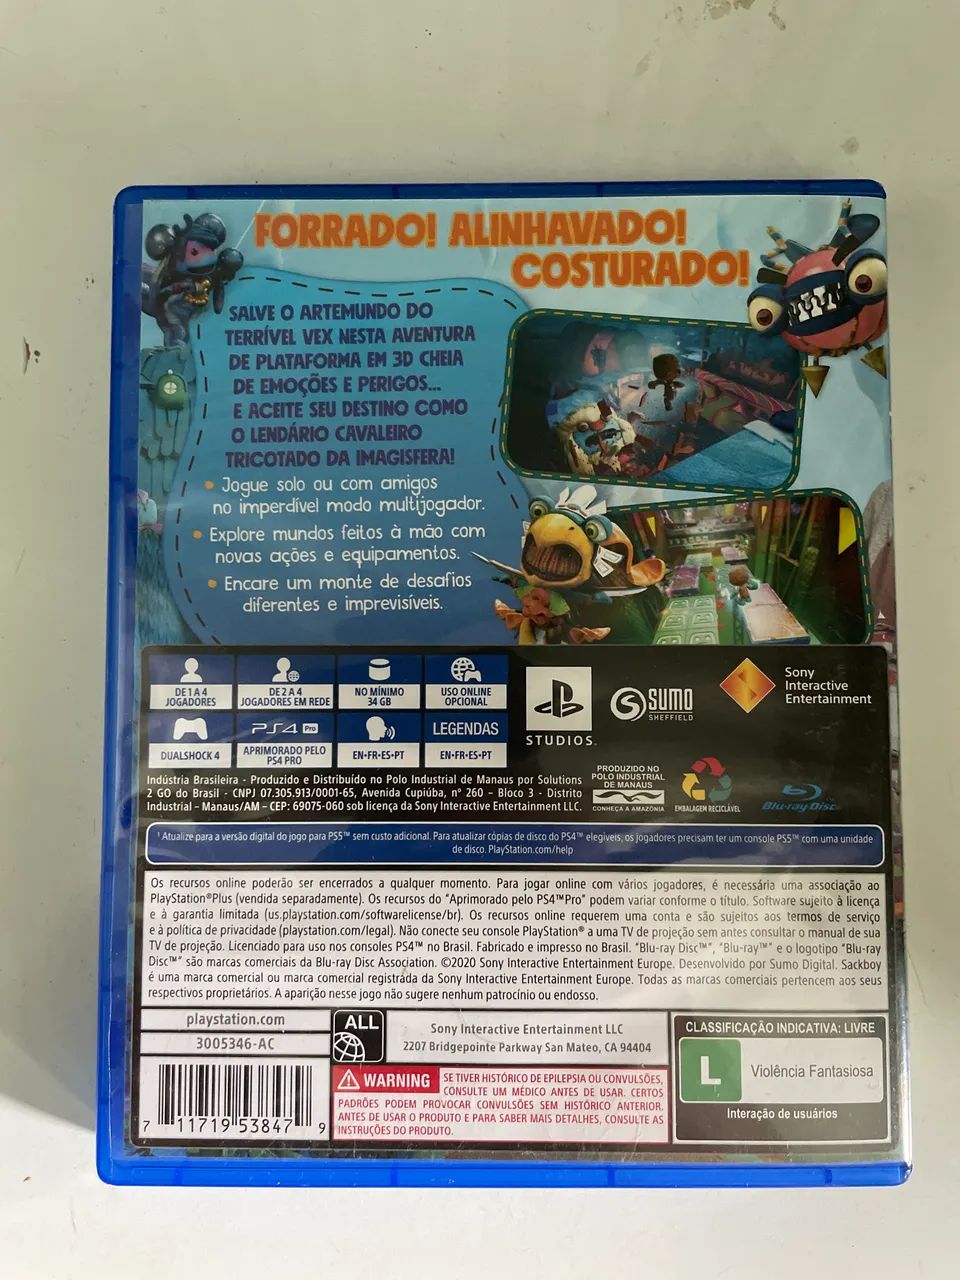 FORRADO! ALINHAVADO!
COSTURADO!
SALVE O ARTEMUNDO DO
TERRÍVEL VEX NESTA AVENTURA
DE PLATAFORMA EM 3D CHEIA
DE EMOÇÕES E PERIGOS...
E ACEITE SEU DESTINO COMO
O LENDÁRIO CAVALEIRO
TRICOTADO DA IMAGISFERA!
• Jogue solo ou com amigos
no imperdível modo multijogador.
• Explore mundos feitos à mão com
novas ações e equipamentos.
• Encare um monte de desafios
diferentes e imprevisíveis.
DE 1 A 4
JOGADORES
DE 2 A 4
JOGADORES EM REDE
NO MÍNIMO
34 GB
USO ONLINE
OPCIONAL
DUALSHOCK 4
PS4 Pro
APRIMORADO PELO
PS4 PRO
EN•FR•ES•PT
LEGENDAS
EN•FR•ES•PT
STUDIOS
SUMO
SHEFFIELD
Sony
Interactive
Entertainment
Indústria Brasileira - Produzido e Distribuído no Polo Industrial de Manaus por Solutions
2 GO do Brasil - CNPJ 07.305.913/0001-65, Avenida Cupiúba, nº 260 – Bloco 3 - Distrito
Industrial – Manaus/AM – CEP: 69075-060 sob licença da Sony Interactive Entertainment LLC.
PRODUZIDO NO
POLO INDUSTRIAL
DE MANAUS
CONHEÇA A AMAZÔNIA
EMBALAGEM RECICLÁVEL
Blu-ray Disc
¹ Atualize para a versão digital do jogo para PS5™ sem custo adicional. Para atualizar cópias de disco do PS4™ elegíveis, os jogadores precisam ter um console PS5™ com uma unidade
de disco. PlayStation.com/help
Os recursos online poderão ser encerrados a qualquer momento. Para jogar online com vários jogadores, é necessária uma associação ao
PlayStation®Plus (vendida separadamente). Os recursos do "Aprimorado pelo PS4™Pro" podem variar conforme o título. Software sujeito à licença
e à garantia limitada (us.playstation.com/softwarelicense/br). Os recursos online requerem uma conta e são sujeitos aos termos de serviço
e à política de privacidade (playstation.com/legal). Não conecte seu console PlayStation® a uma TV de projeção sem antes consultar o manual de sua
TV de projeção. Licenciado para uso nos consoles PS4™ no Brasil. Fabricado e impresso no Brasil. "Blu-ray Disc™", "Blu-ray™" e o logotipo "Blu-ray
Disc™" são marcas comerciais da Blu-ray Disc Association. ©2020 Sony Interactive Entertainment Europe. Desenvolvido por Sumo Digital. Sackboy
é uma marca comercial ou marca comercial registrada da Sony Interactive Entertainment Europe. Todas as marcas comerciais pertencem aos seus
respectivos proprietários. A aparição nesse jogo não sugere nenhum patrocínio ou endosso.
playstation.com
3005346-AC
ALL
Sony Interactive Entertainment LLC
2207 Bridgepointe Parkway San Mateo, CA 94404
7 11719 53847 9
WARNING SE TIVER HISTÓRICO DE EPILEPSIA OU CONVULSÕES,
CONSULTE UM MÉDICO ANTES DE USAR. CERTOS
PADRÕES PODEM PROVOCAR CONVULSÕES SEM HISTÓRICO ANTERIOR.
ANTES DE USAR O PRODUTO E PARA SABER MAIS DETALHES, CONSULTE AS
INSTRUÇÕES DO PRODUTO.
CLASSIFICAÇÃO INDICATIVA: LIVRE
L
Violência Fantasiosa
Interação de usuários